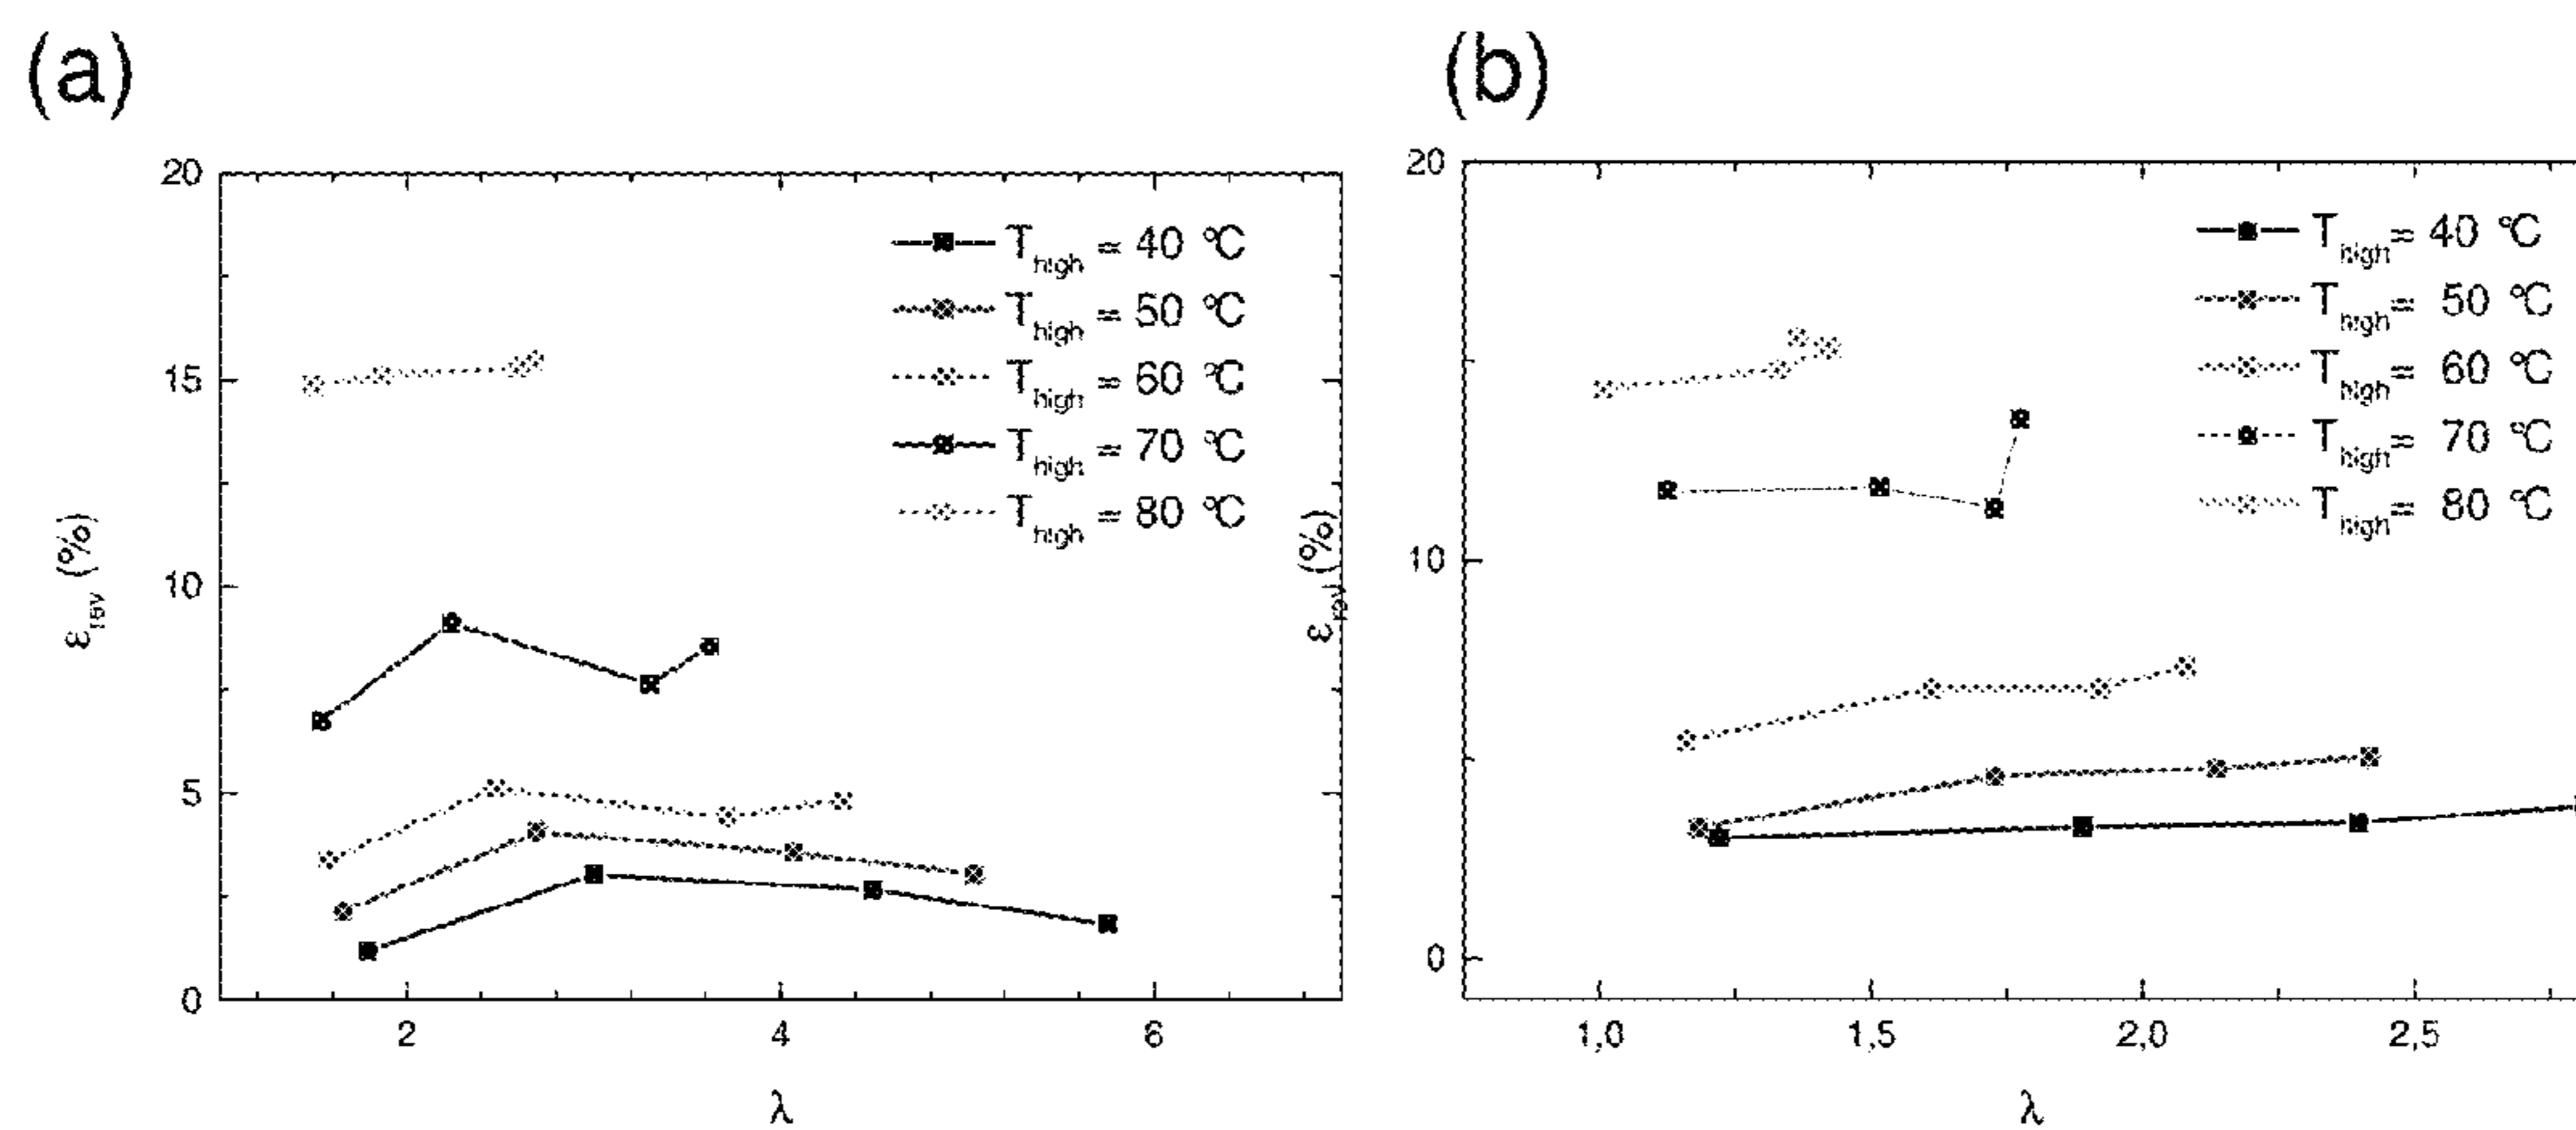 (a)
20
15
10
5
0
2 4 6
λ
ε_rev (%)
T_high = 40 °C
T_high = 50 °C
T_high = 60 °C
T_high = 70 °C
T_high = 80 °C
(b)
20
10
0
1,0 1,5 2,0 2,5
λ
ε_rev (%)
T_high = 40 °C
T_high = 50 °C
T_high = 60 °C
T_high = 70 °C
T_high = 80 °C